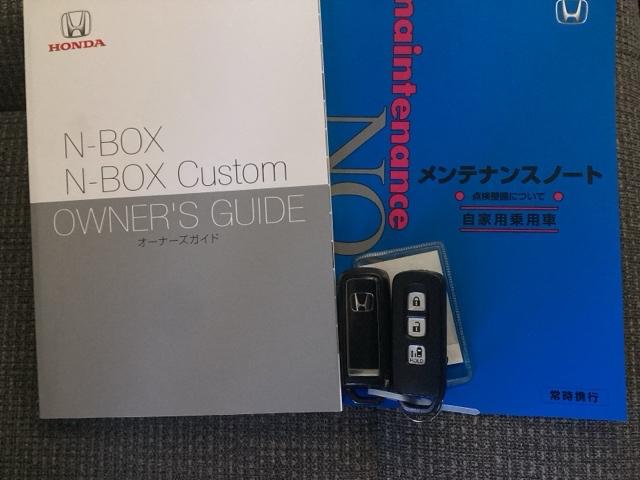 HONDA
N-BOX
N-BOX Custom
OWNER'S GUIDE
オーナーズガイド
maintenance
NO
メンテナンスノート
点検整備について
自家用乗用車
常時携行
HOLD